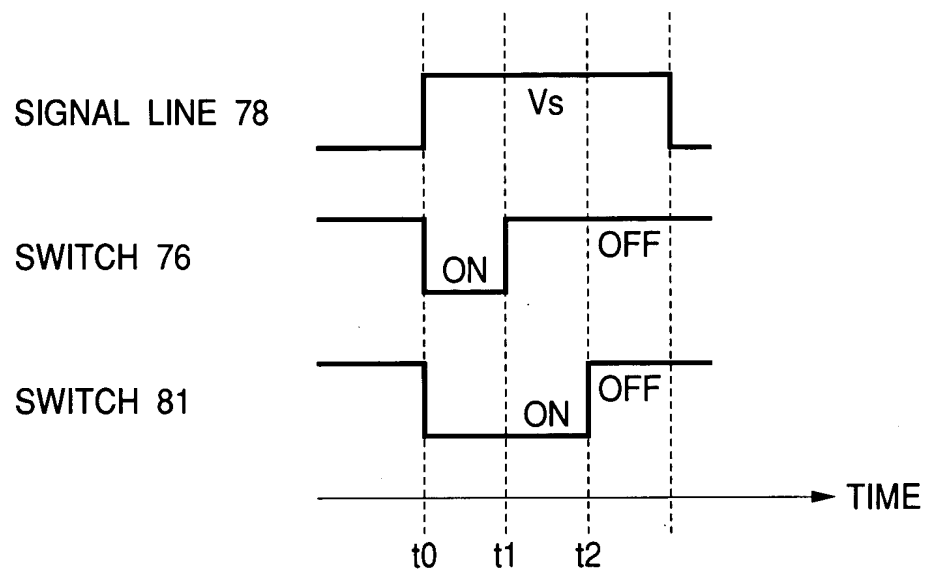 SIGNAL LINE 78
Vs
SWITCH 76
ON
OFF
SWITCH 81
ON
OFF
TIME
t0 t1 t2